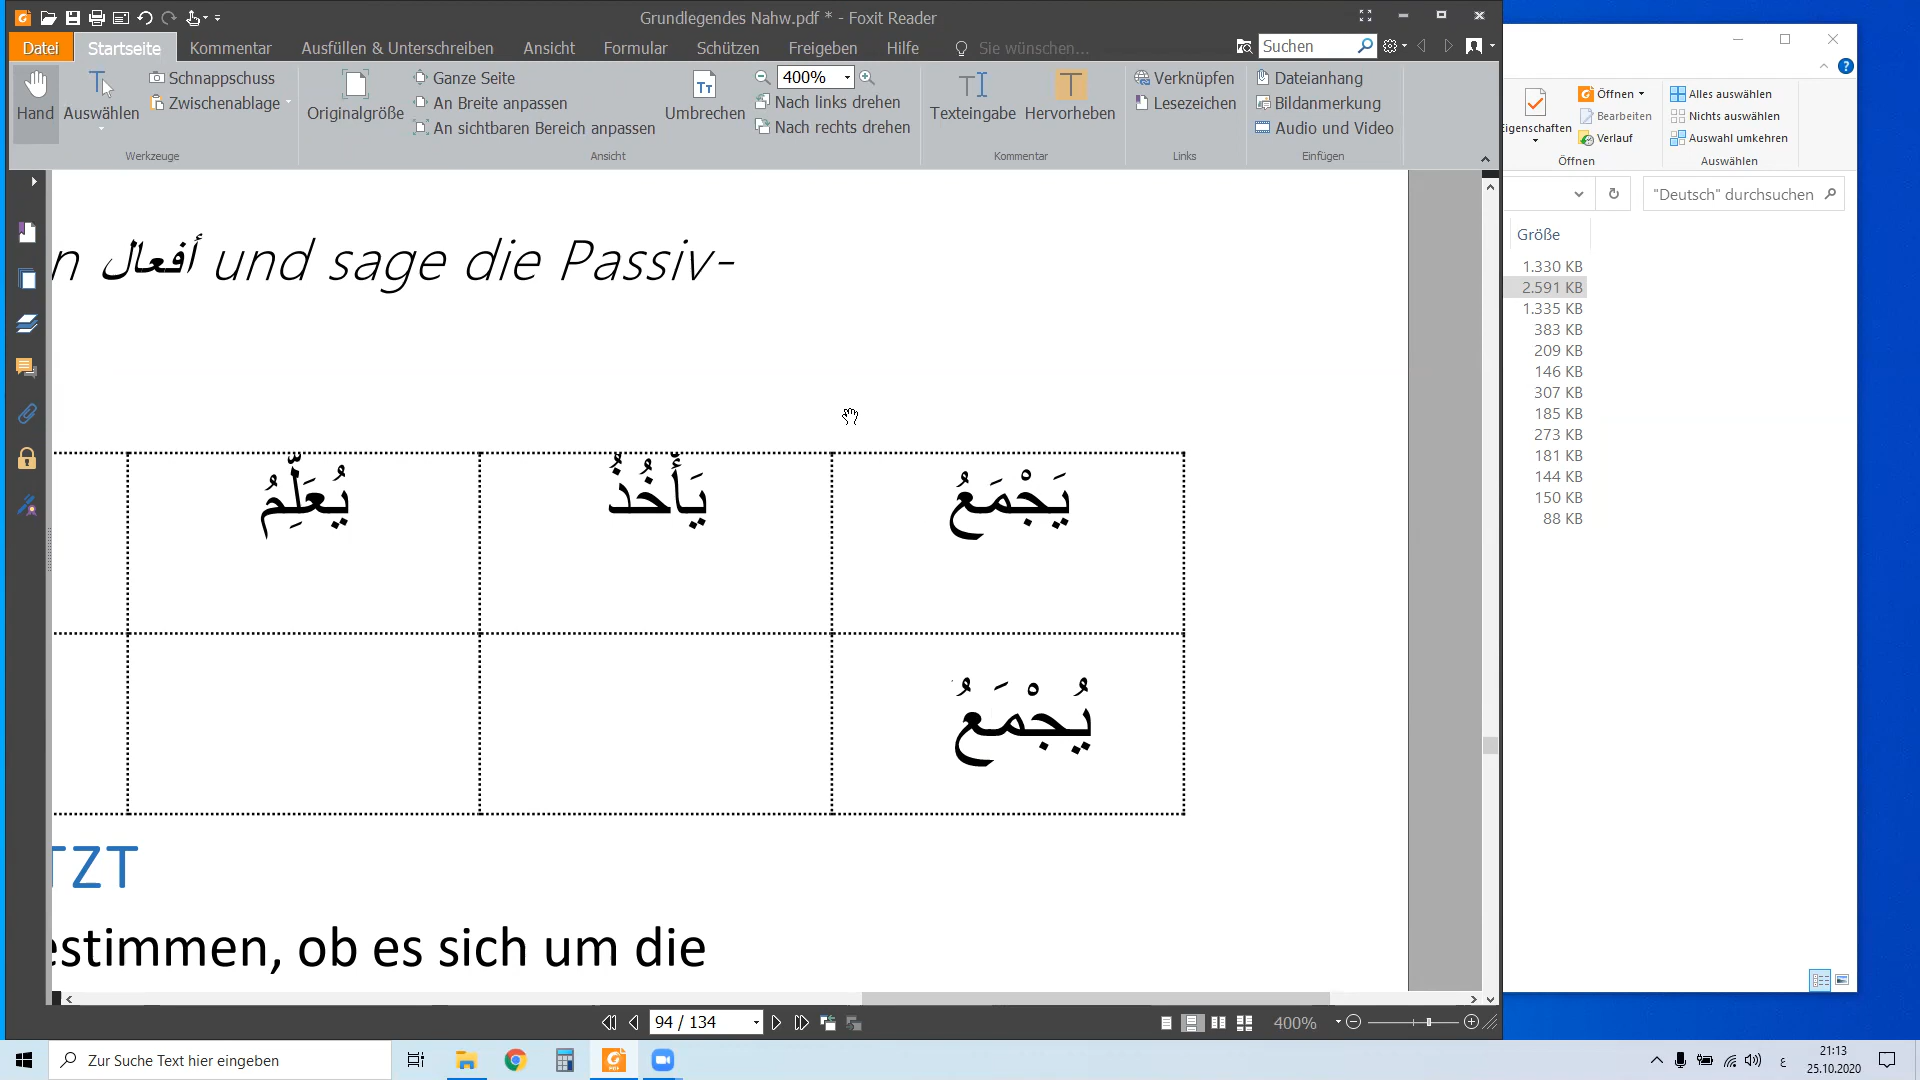 Grundlegendes Nahw.pdf * - Foxit Reader
Datei Startseite Kommentar Ausfüllen & Unterschreiben Ansicht Formular Schützen Freigeben Hilfe Sie wünschen... Suchen
Hand Auswählen Schnappschuss Zwischenablage
Werkzeuge
Originalgröße Ganze Seite An Breite anpassen An sichtbaren Bereich anpassen Umbrechen 400% Nach links drehen Nach rechts drehen
Ansicht
Texteingabe Hervorheben
Kommentar
Verknüpfen Lesezeichen
Links
Dateianhang Bildanmerkung Audio und Video
Einfügen
n أفعال und sage die Passiv-
يَجْمَعُ يَأْخُذُ يُعَلِّمُ
يُجْمَعُ
TZT
estimmen, ob es sich um die
94 / 134
400%
Öffnen Bearbeiten Verlauf
Öffnen
Alles auswählen Nichts auswählen Auswahl umkehren
Auswählen
"Deutsch" durchsuchen
Größe
1.330 KB
2.591 KB
1.335 KB
383 KB
209 KB
146 KB
307 KB
185 KB
273 KB
181 KB
144 KB
150 KB
88 KB
Zur Suche Text hier eingeben
ع
21:13
25.10.2020